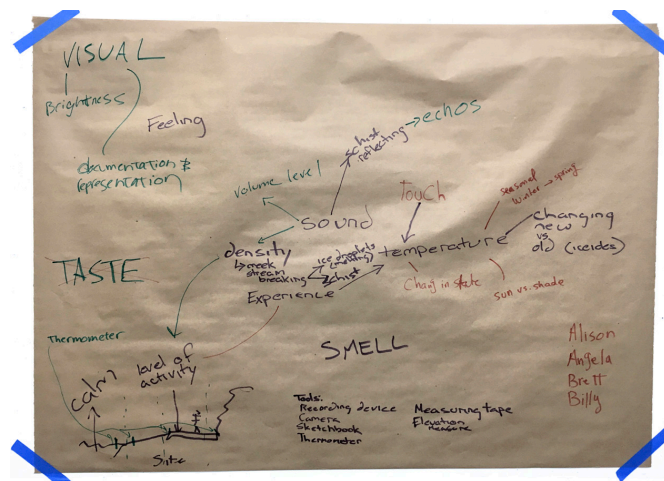 VISUAL
Brightness
Feeling
documentation &
representation
volume level
Sound
schist
reflecting
echos
Touch
seasonal
winter → spring
changing
new
vs
old (icicles)
temperature
Chang in state
sun vs. shade
density
creek
stream
breaking
ice droplets
(melting)
schist
Experience
TASTE
Thermometer
calm
level of
activity
Site
SMELL
Tools:
Recording device
Camera
Sketchbook
Thermometer
Measuring tape
Elevation
measure
Alison
Angela
Brett
Billy